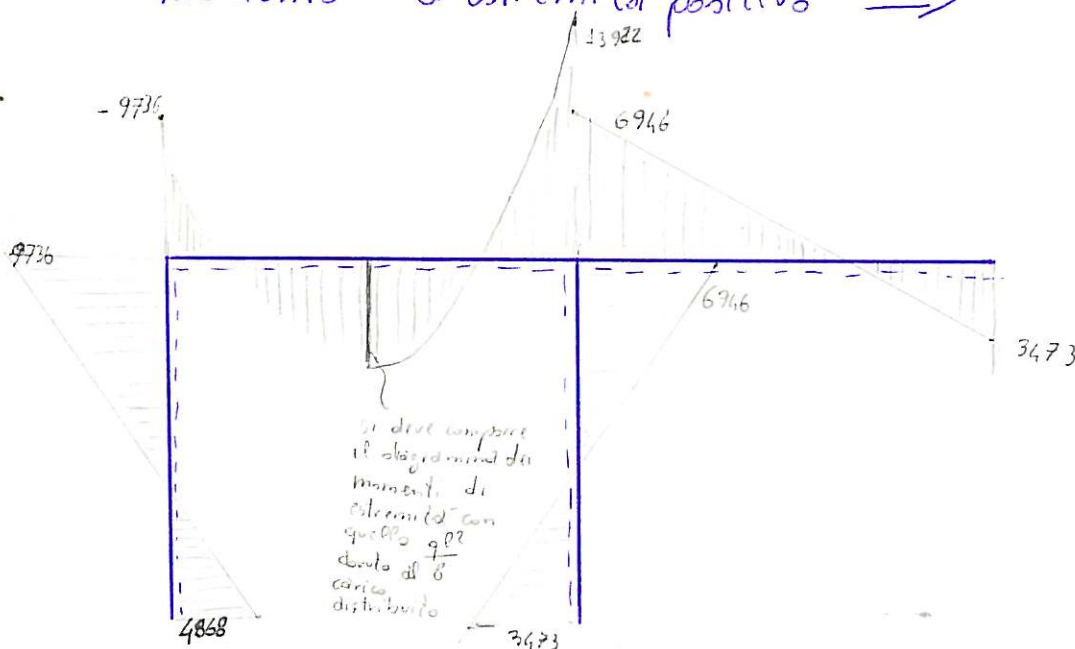 estremità positivo
13922
- 9736
6946
9736
6946
3473
si deve comporre
il diagramma dei
momenti di
estremità con
quello ql²
dovuto al 8
carico
distribuito
4868
3473